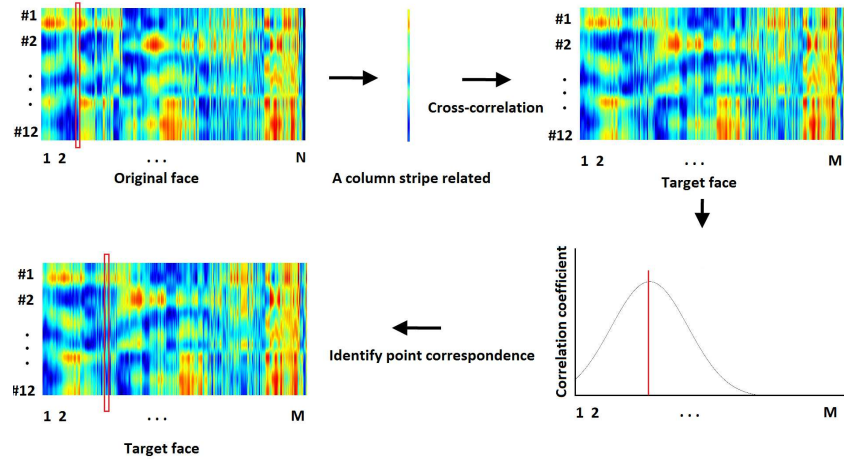 #1
#2
.
.
.
#12
1 2 ... N
Original face
A column stripe related
Cross-correlation
#1
#2
.
.
.
#12
1 2 ... M
Target face
Correlation coefficient
1 2 ... M
Identify point correspondence
#1
#2
.
.
.
#12
1 2 ... M
Target face